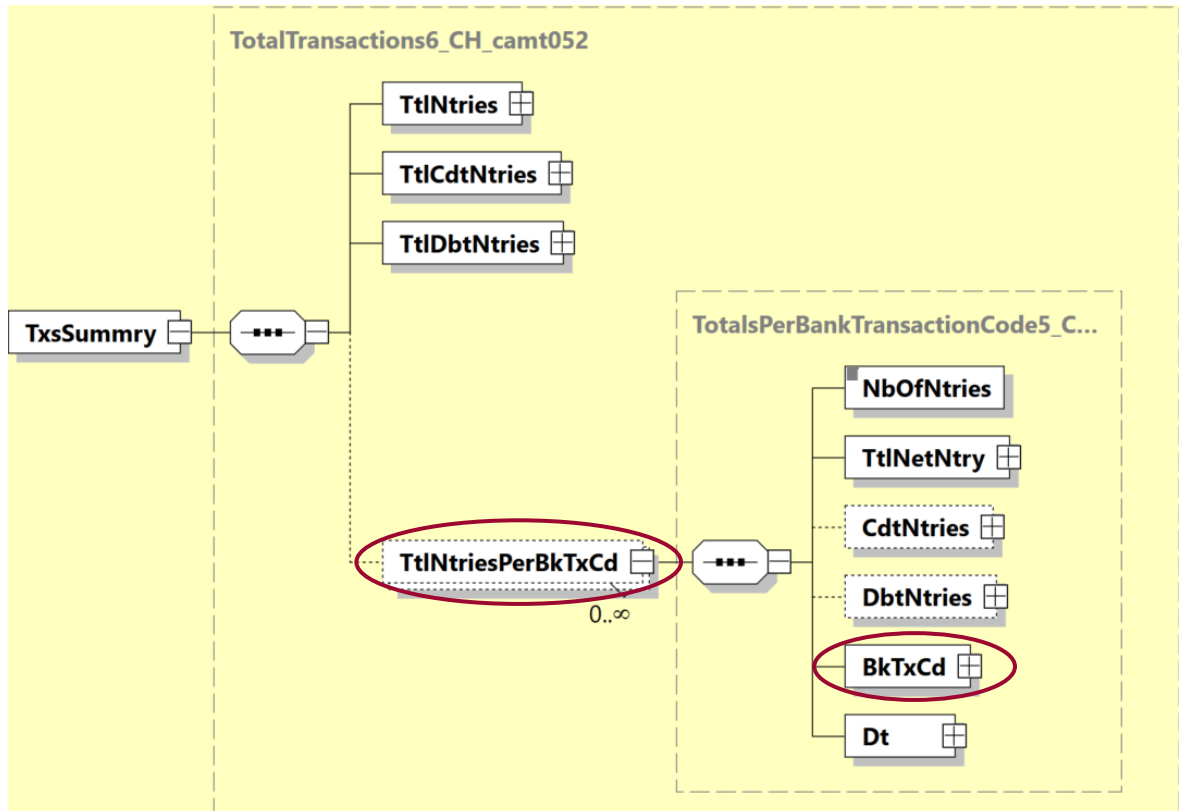 TotalTransactions6_CH_camt052
TtlNtries
TtlCdtNtries
TtlDbtNtries
TxsSummry
TotalsPerBankTransactionCode5_C...
NbOfNtries
TtlNetNtry
CdtNtries
TtlNtriesPerBkTxCd
0..∞
DbtNtries
BkTxCd
Dt